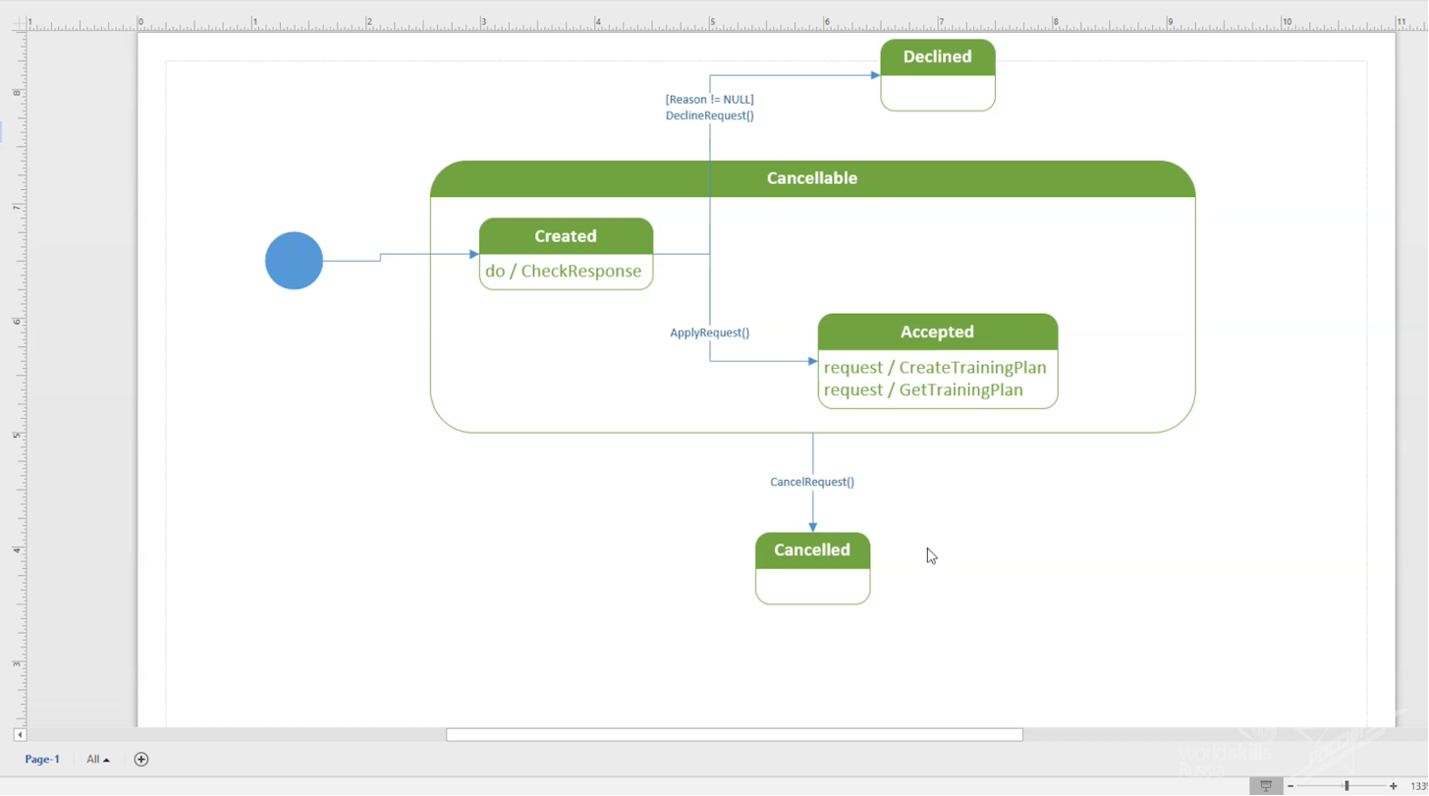 1 0 1 2 3 4 5 6 7 8 9 10 11
8
7
6
5
4
3
Declined
[Reason != NULL]
DeclineRequest()
Cancellable
Created
do / CheckResponse
ApplyRequest()
Accepted
request / CreateTrainingPlan
request / GetTrainingPlan
CancelRequest()
Cancelled
worldskills
Russia
Page-1 All
133%